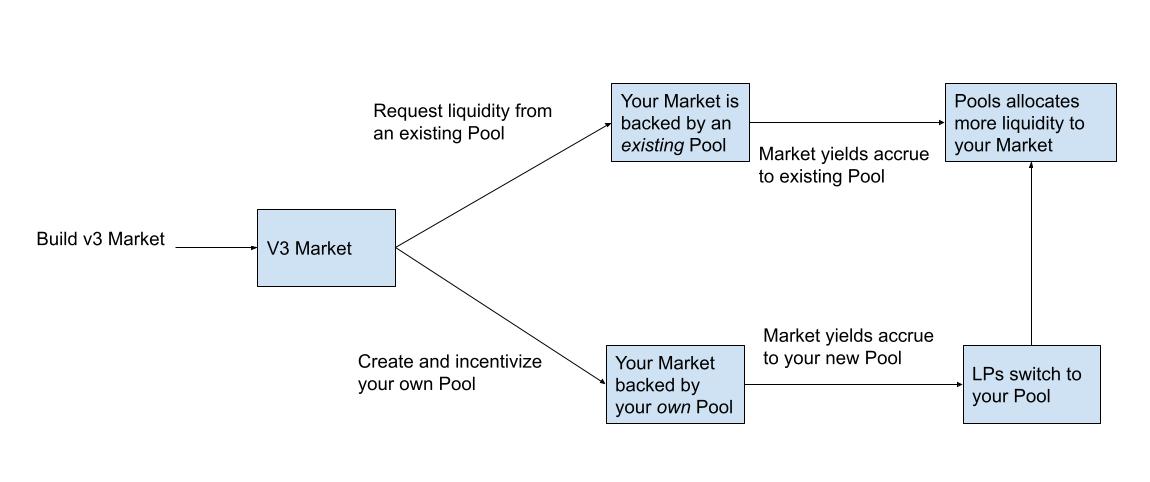 Request liquidity from
an existing Pool
Your Market is
backed by an
existing Pool
Market yields accrue
to existing Pool
Pools allocates
more liquidity to
your Market
Build v3 Market
V3 Market
Create and incentivize
your own Pool
Your Market
backed by
your own Pool
Market yields accrue
to your new Pool
LPs switch to
your Pool